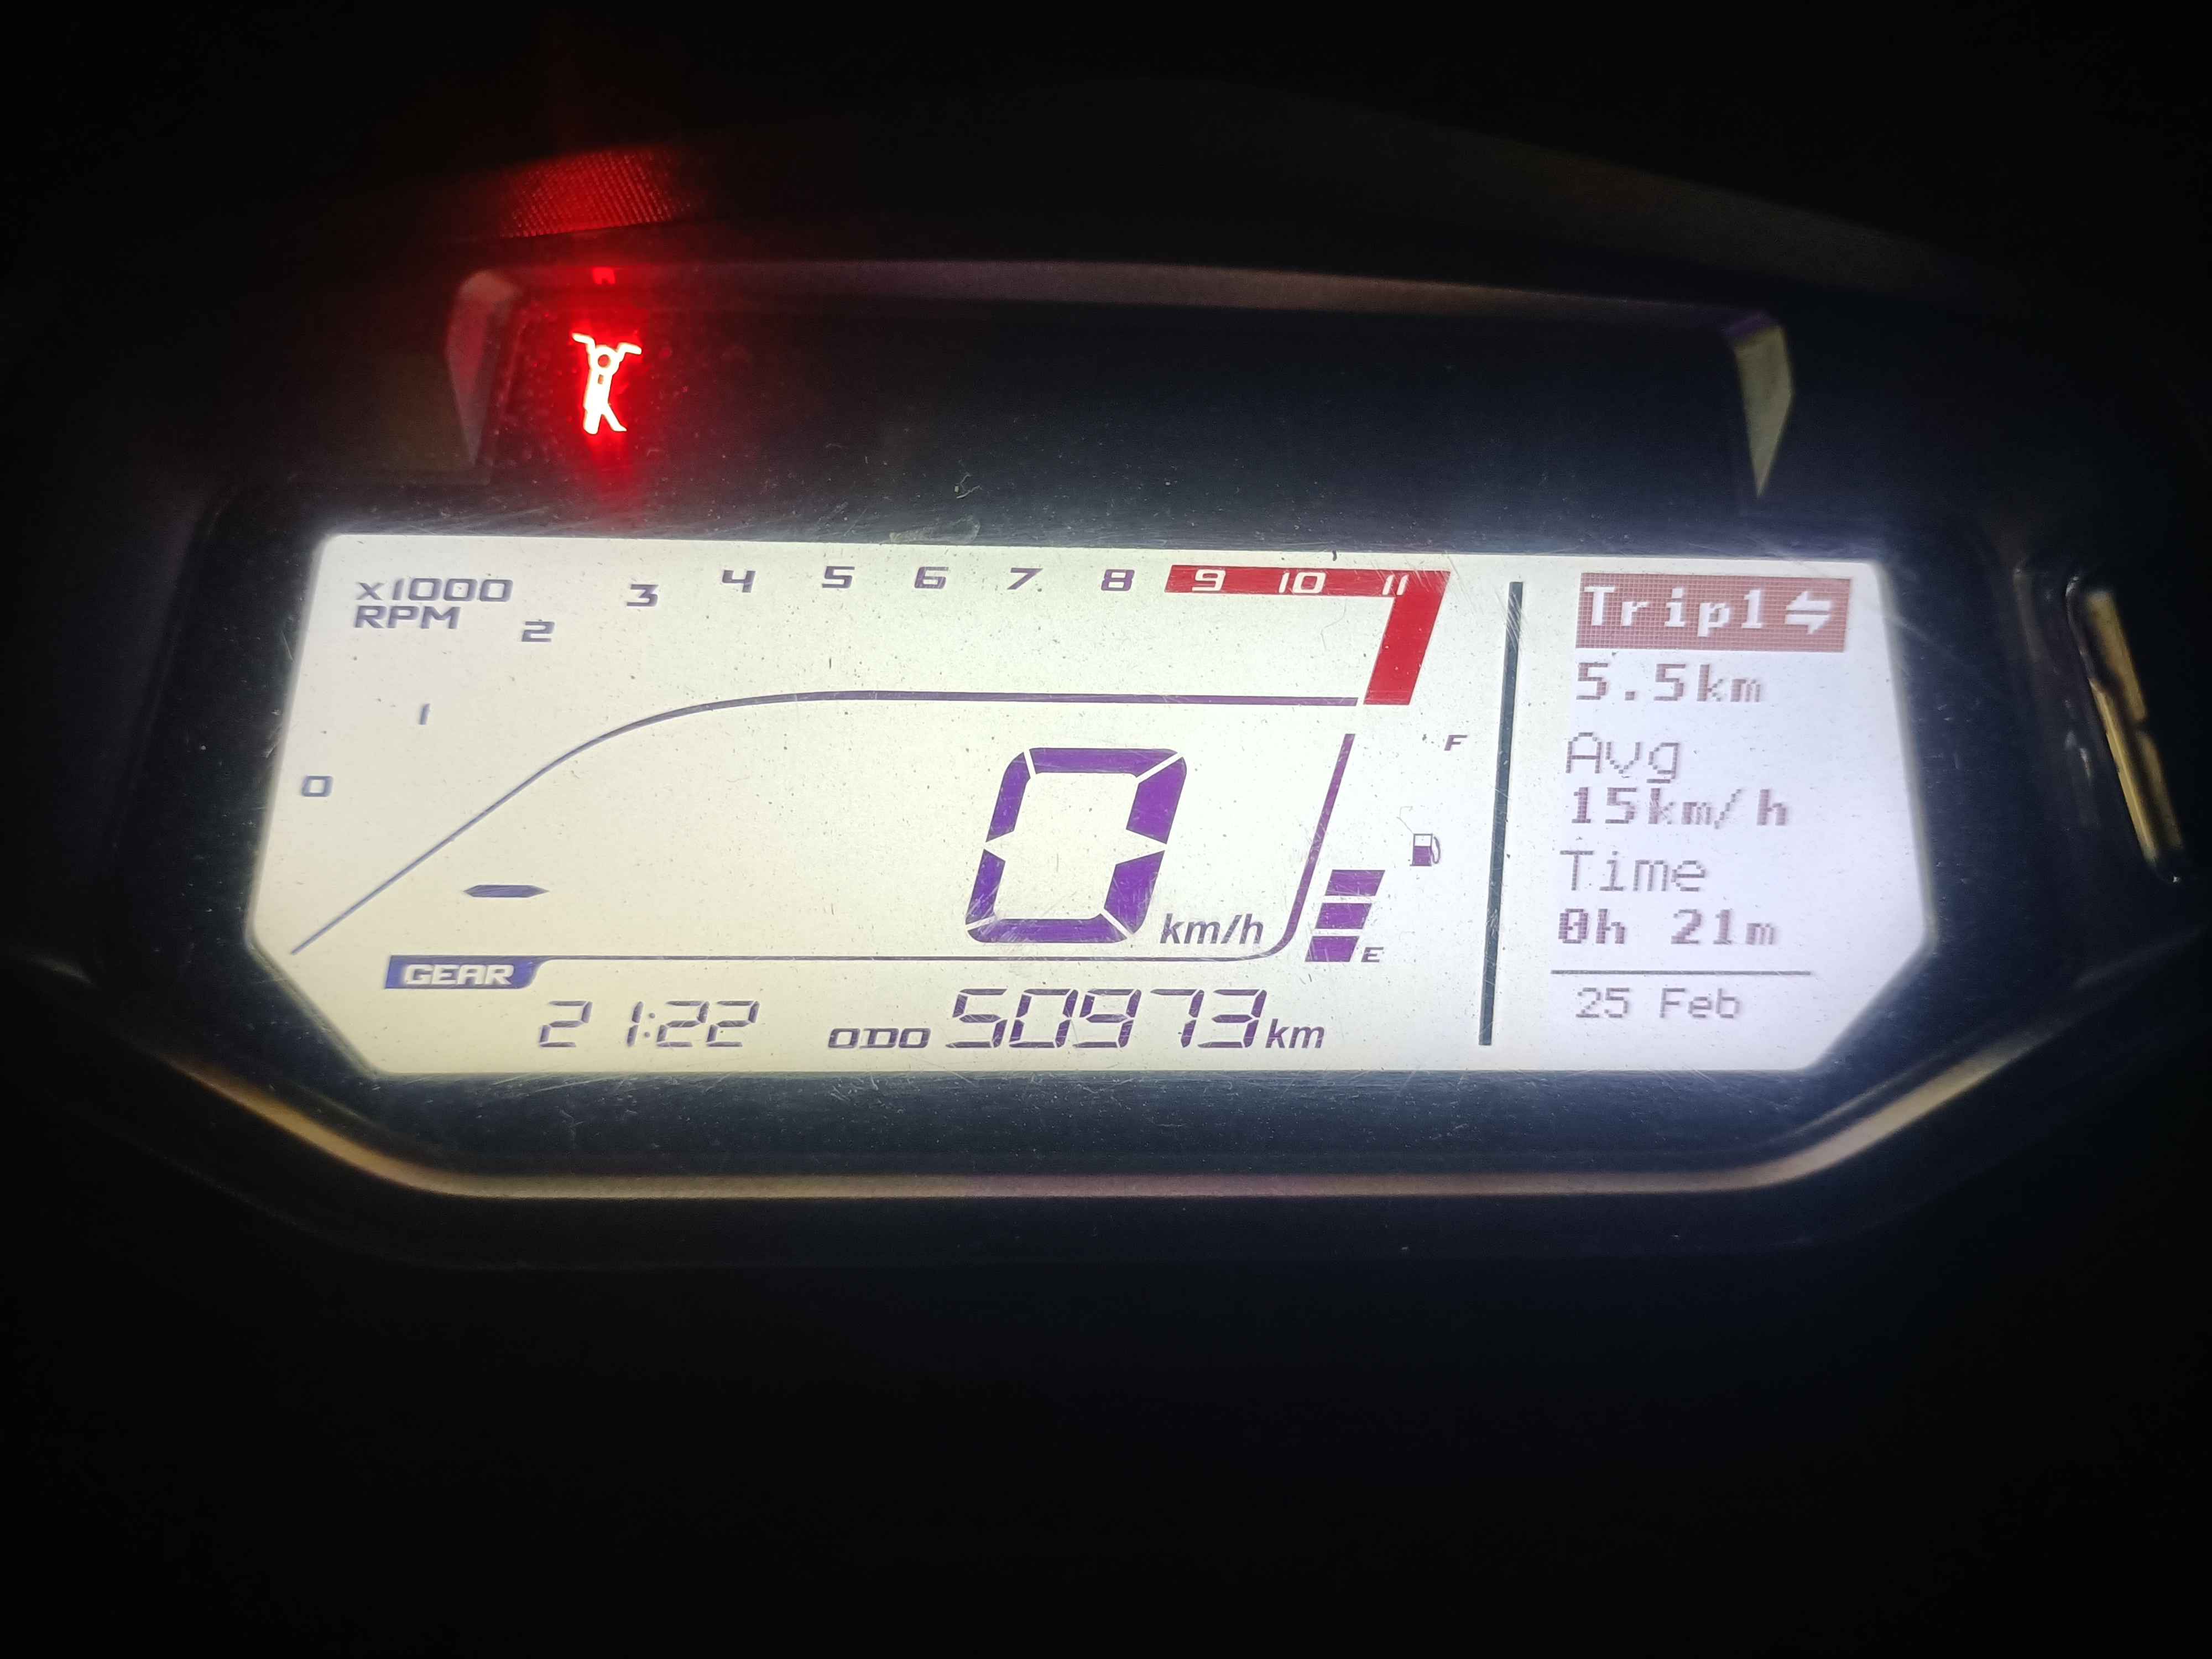 x1000
RPM
0 1 2 3 4 5 6 7 8 9 10 11
0 km/h
F
E
GEAR -
21:22 ODO 50973 km
Trip1
5.5km
Avg
15km/h
Time
0h 21m
25 Feb